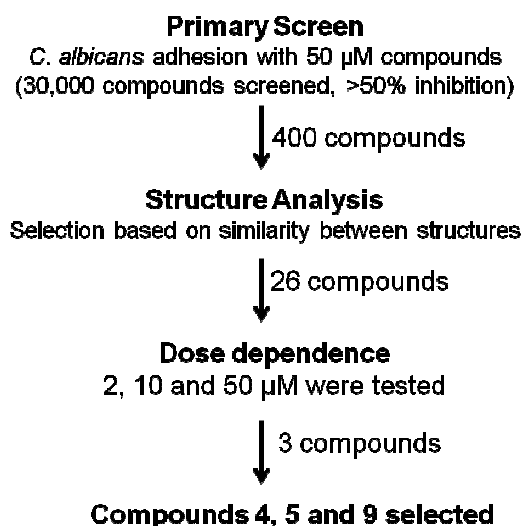 Primary Screen
C. albicans adhesion with 50 µM compounds
(30,000 compounds screened, >50% inhibition)
400 compounds
Structure Analysis
Selection based on similarity between structures
26 compounds
Dose dependence
2, 10 and 50 µM were tested
3 compounds
Compounds 4, 5 and 9 selected